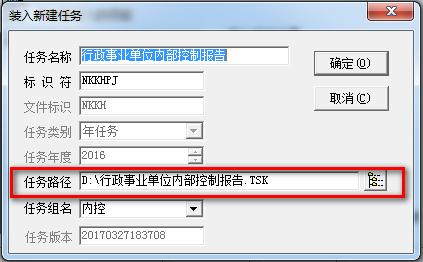 装入新建任务
任务名称 行政事业单位内部控制报告
确定(O)
标 识 符 NKKHPJ
文件标识 NKKH
取消(C)
任务类别 年任务
任务年度 2016
任务路径 D:\行政事业单位内部控制报告.TSK
任务组名 内控
任务版本 20170327183708